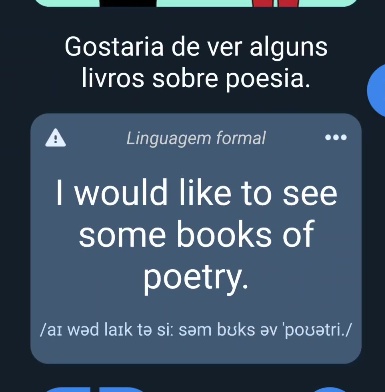 Gostaria de ver alguns
livros sobre poesia.
Linguagem formal
I would like to see
some books of
poetry.
/aɪ wəd laɪk tə siː səm bʊks əv ˈpoʊətri./